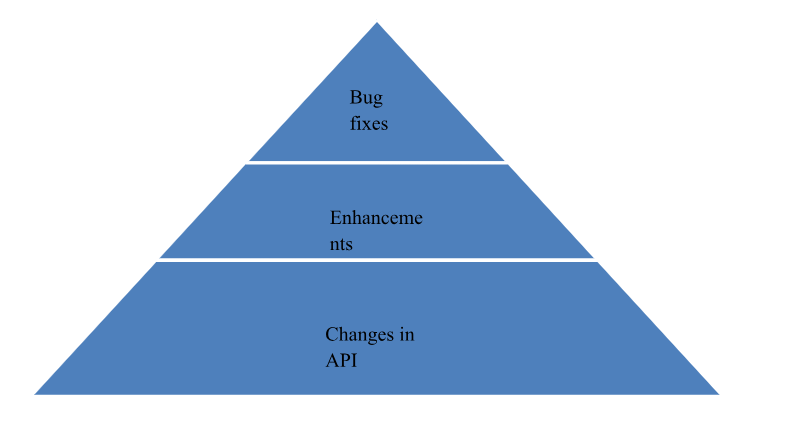 Bug
fixes
Enhanceme
nts
Changes in
API